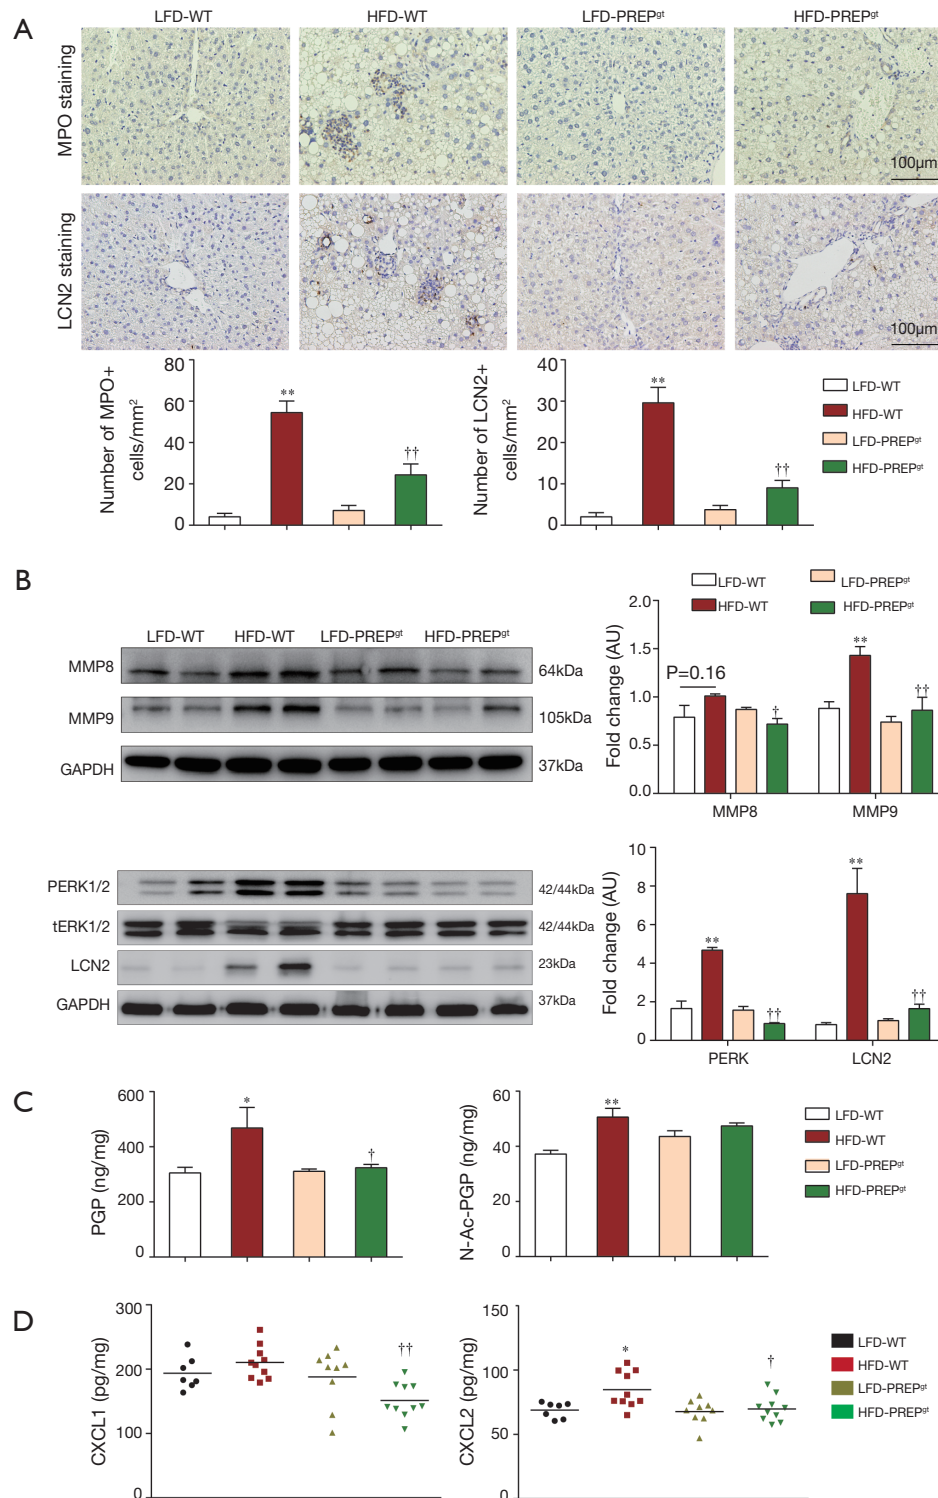 A
LFD-WT
HFD-WT
LFD-PREPgt
HFD-PREPgt
MPO staining
100μm
LCN2 staining
100μm
Number of MPO+
cells/mm2
80
60
40
20
0
**
††
Number of LCN2+
cells/mm2
40
30
20
10
0
**
††
LFD-WT
HFD-WT
LFD-PREPgt
HFD-PREPgt
B
LFD-WT HFD-WT LFD-PREPgt HFD-PREPgt
MMP8
64kDa
MMP9
105kDa
GAPDH
37kDa
LFD-WT
LFD-PREPgt
HFD-WT
HFD-PREPgt
Fold change (AU)
2.0
1.5
1.0
0.5
0.0
P=0.16
†
**
††
MMP8
MMP9
PERK1/2
42/44kDa
tERK1/2
42/44kDa
LCN2
23kDa
GAPDH
37kDa
Fold change (AU)
10
8
6
4
2
0
**
††
**
††
PERK
LCN2
C
PGP (ng/mg)
600
400
200
0
*
†
N-Ac-PGP (ng/mg)
60
40
20
0
**
LFD-WT
HFD-WT
LFD-PREPgt
HFD-PREPgt
D
CXCL1 (pg/mg)
300
200
100
0
††
CXCL2 (pg/mg)
150
100
50
0
*
†
LFD-WT
HFD-WT
LFD-PREPgt
HFD-PREPgt